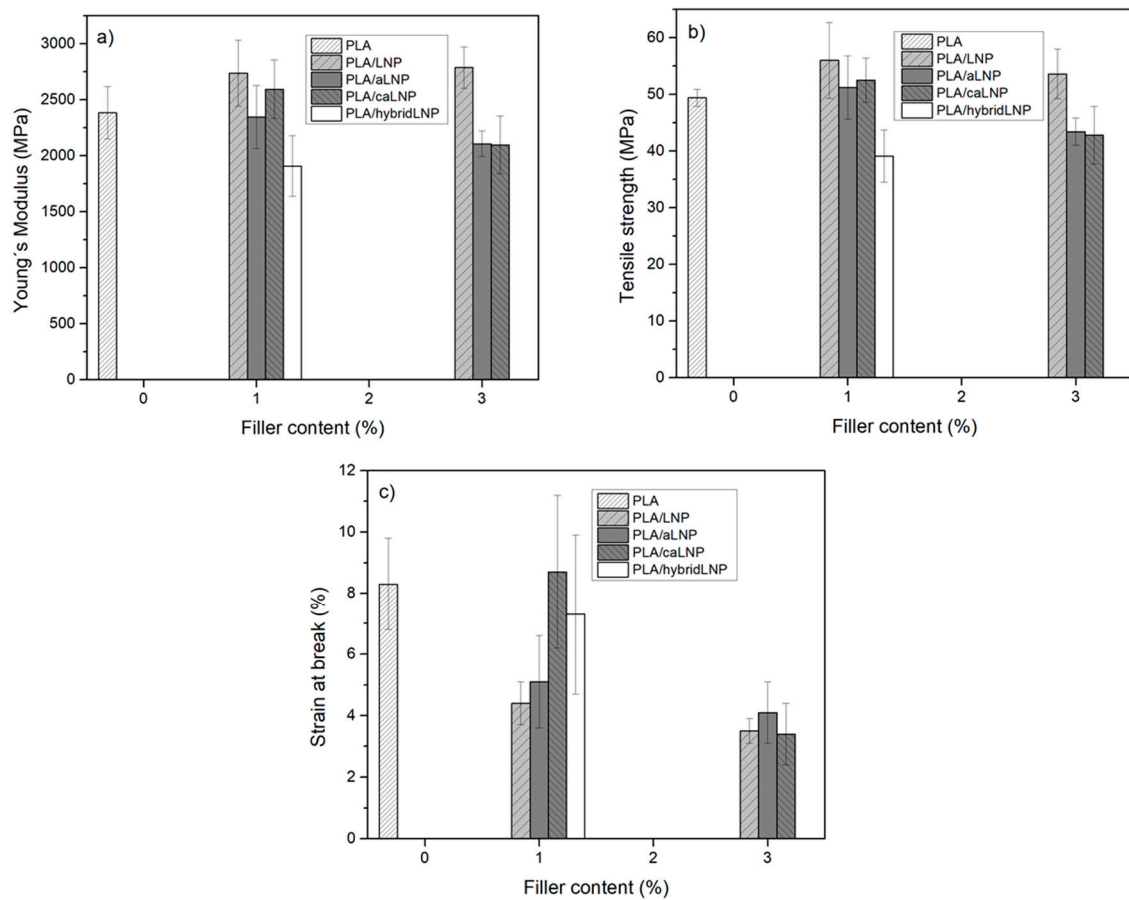 a)
PLA
PLA/LNP
PLA/aLNP
PLA/caLNP
PLA/hybridLNP
3000
2500
2000
1500
1000
500
0
Young´s Modulus (MPa)
0 1 2 3
Filler content (%)
b)
PLA
PLA/LNP
PLA/aLNP
PLA/caLNP
PLA/hybridLNP
60
50
40
30
20
10
0
Tensile strength (MPa)
0 1 2 3
Filler content (%)
c)
PLA
PLA/LNP
PLA/aLNP
PLA/caLNP
PLA/hybridLNP
12
10
8
6
4
2
0
Strain at break (%)
0 1 2 3
Filler content (%)